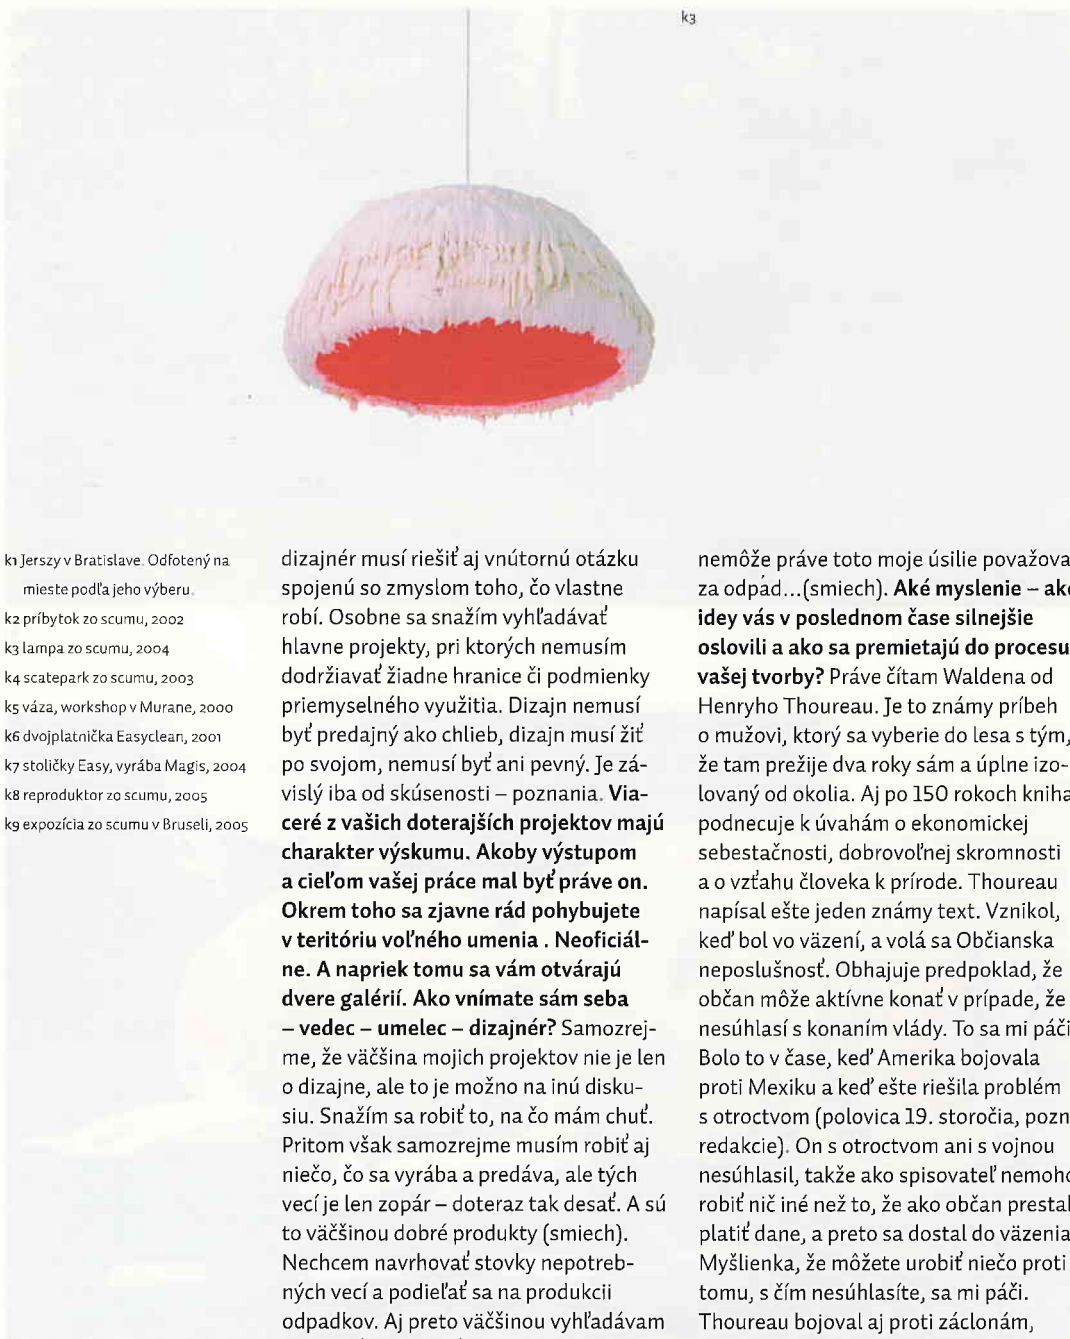 k3
k1 Jerszy v Bratislave. Odfotený na
mieste podľa jeho výberu.
k2 príbytok zo scumu, 2002
k3 lampa zo scumu, 2004
k4 scatepark zo scumu, 2003
k5 váza, workshop v Murane, 2000
k6 dvojplatnička Easyclean, 2001
k7 stoličky Easy, vyrába Magis, 2004
k8 reproduktor zo scumu, 2005
k9 expozícia zo scumu v Bruseli, 2005
dizajnér musí riešiť aj vnútornú otázku
spojenú so zmyslom toho, čo vlastne
robí. Osobne sa snažím vyhľadávať
hlavne projekty, pri ktorých nemusím
dodržiavať žiadne hranice či podmienky
priemyselného využitia. Dizajn nemusí
byť predajný ako chlieb, dizajn musí žiť
po svojom, nemusí byť ani pevný. Je zá-
vislý iba od skúsenosti – poznania. Via-
ceré z vašich doterajších projektov majú
charakter výskumu. Akoby výstupom
a cieľom vašej práce mal byť práve on.
Okrem toho sa zjavne rád pohybujete
v teritóriu voľného umenia . Neoficiál-
ne. A napriek tomu sa vám otvárajú
dvere galérií. Ako vnímate sám seba
– vedec – umelec – dizajnér? Samozrej-
me, že väčšina mojich projektov nie je len
o dizajne, ale to je možno na inú disku-
siu. Snažím sa robiť to, na čo mám chuť.
Pritom však samozrejme musím robiť aj
niečo, čo sa vyrába a predáva, ale tých
vecí je len zopár – doteraz tak desať. A sú
to väčšinou dobré produkty (smiech).
Nechcem navrhovať stovky nepotreb-
ných vecí a podieľať sa na produkcii
odpadkov. Aj preto väčšinou vyhľadávam
nemôže práve toto moje úsilie považova
za odpád...(smiech). Aké myslenie – ak
idey vás v poslednom čase silnejšie
oslovili a ako sa premietajú do procesu
vašej tvorby? Práve čítam Waldena od
Henryho Thoureau. Je to známy príbeh
o mužovi, ktorý sa vyberie do lesa s tým,
že tam prežije dva roky sám a úplne izo-
lovaný od okolia. Aj po 150 rokoch kniha
podnecuje k úvahám o ekonomickej
sebestačnosti, dobrovoľnej skromnosti
a o vzťahu človeka k prírode. Thoureau
napísal ešte jeden známy text. Vznikol,
keď bol vo väzení, a volá sa Občianska
neposlušnosť. Obhajuje predpoklad, že
občan môže aktívne konať v prípade, že
nesúhlasí s konaním vlády. To sa mi páči
Bolo to v čase, keď Amerika bojovala
proti Mexiku a keď ešte riešila problém
s otroctvom (polovica 19. storočia, pozn
redakcie). On s otroctvom ani s vojnou
nesúhlasil, takže ako spisovateľ nemoho
robiť nič iné než to, že ako občan prestal
platiť dane, a preto sa dostal do väzenia
Myšlienka, že môžete urobiť niečo proti
tomu, s čím nesúhlasíte, sa mi páči.
Thoureau bojoval aj proti záclonám,